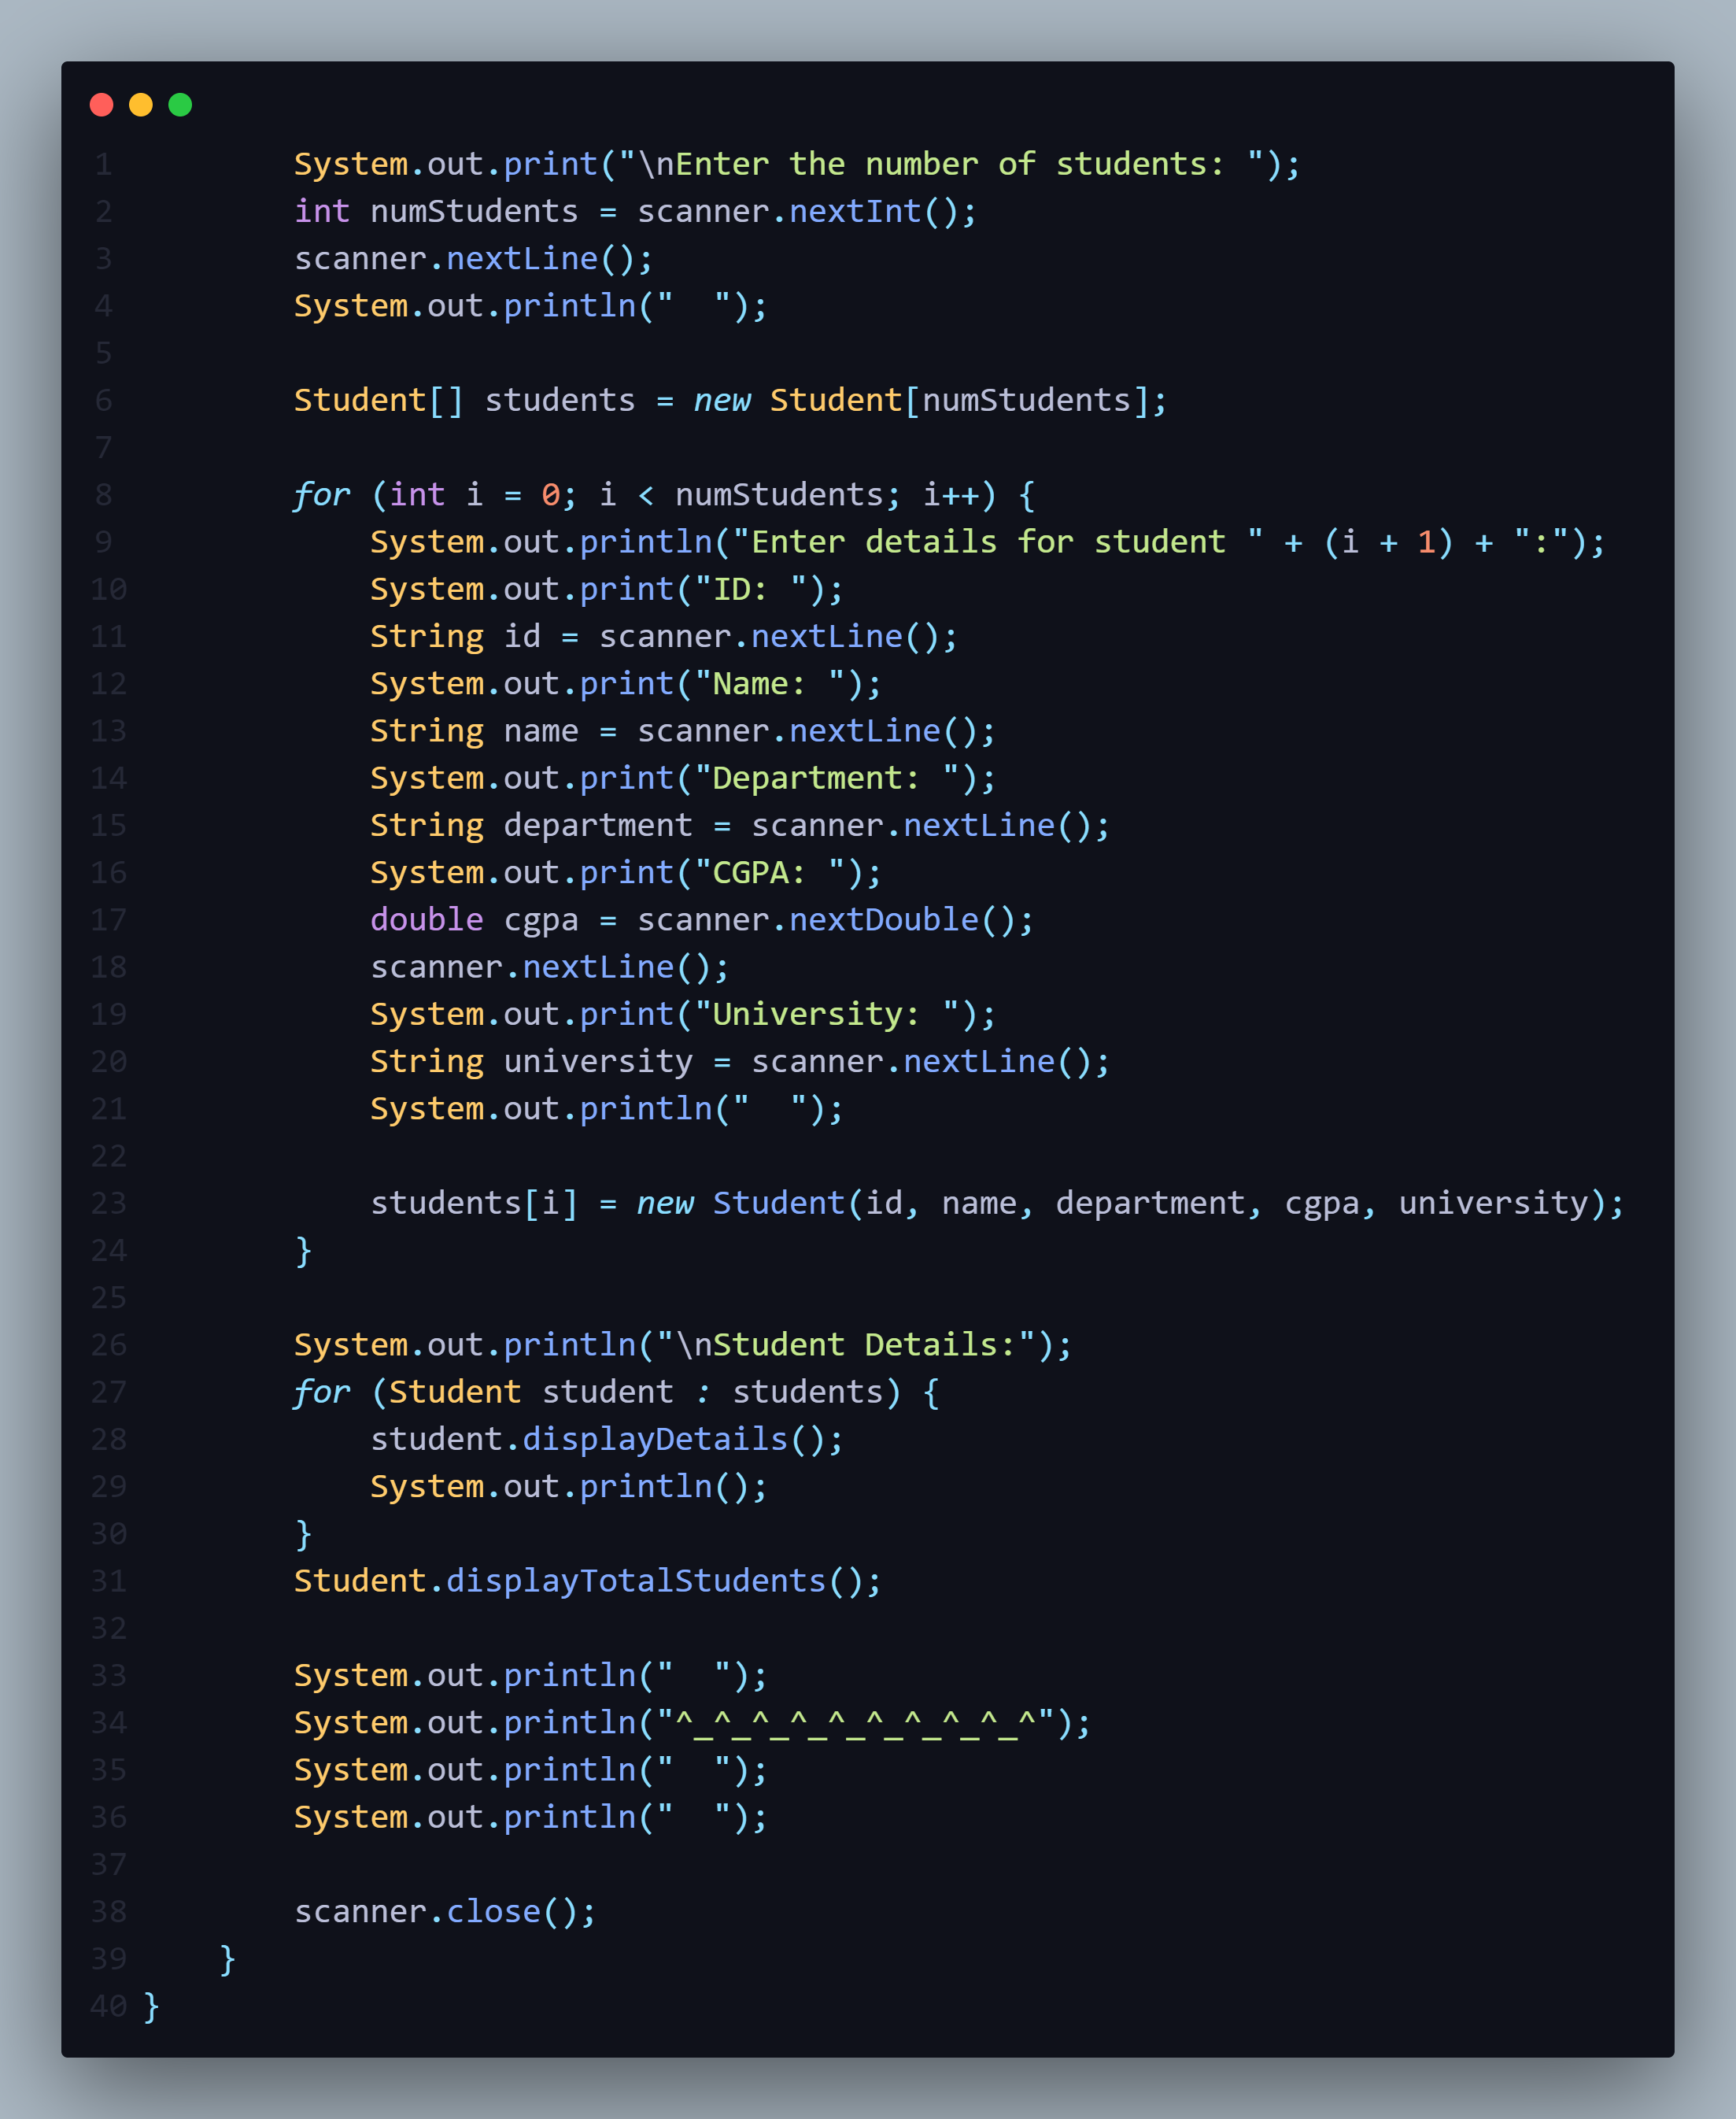 1        System.out.print("\nEnter the number of students: ");
2        int numStudents = scanner.nextInt();
3        scanner.nextLine();
4        System.out.println("  ");
5
6        Student[] students = new Student[numStudents];
7
8        for (int i = 0; i < numStudents; i++) {
9            System.out.println("Enter details for student " + (i + 1) + ":");
10            System.out.print("ID: ");
11            String id = scanner.nextLine();
12            System.out.print("Name: ");
13            String name = scanner.nextLine();
14            System.out.print("Department: ");
15            String department = scanner.nextLine();
16            System.out.print("CGPA: ");
17            double cgpa = scanner.nextDouble();
18            scanner.nextLine();
19            System.out.print("University: ");
20            String university = scanner.nextLine();
21            System.out.println("  ");
22
23            students[i] = new Student(id, name, department, cgpa, university);
24        }
25
26        System.out.println("\nStudent Details:");
27        for (Student student : students) {
28            student.displayDetails();
29            System.out.println();
30        }
31        Student.displayTotalStudents();
32
33        System.out.println("  ");
34        System.out.println("^_^_^_^_^_^_^_^_^_^");
35        System.out.println("  ");
36        System.out.println("  ");
37
38        scanner.close();
39    }
40}